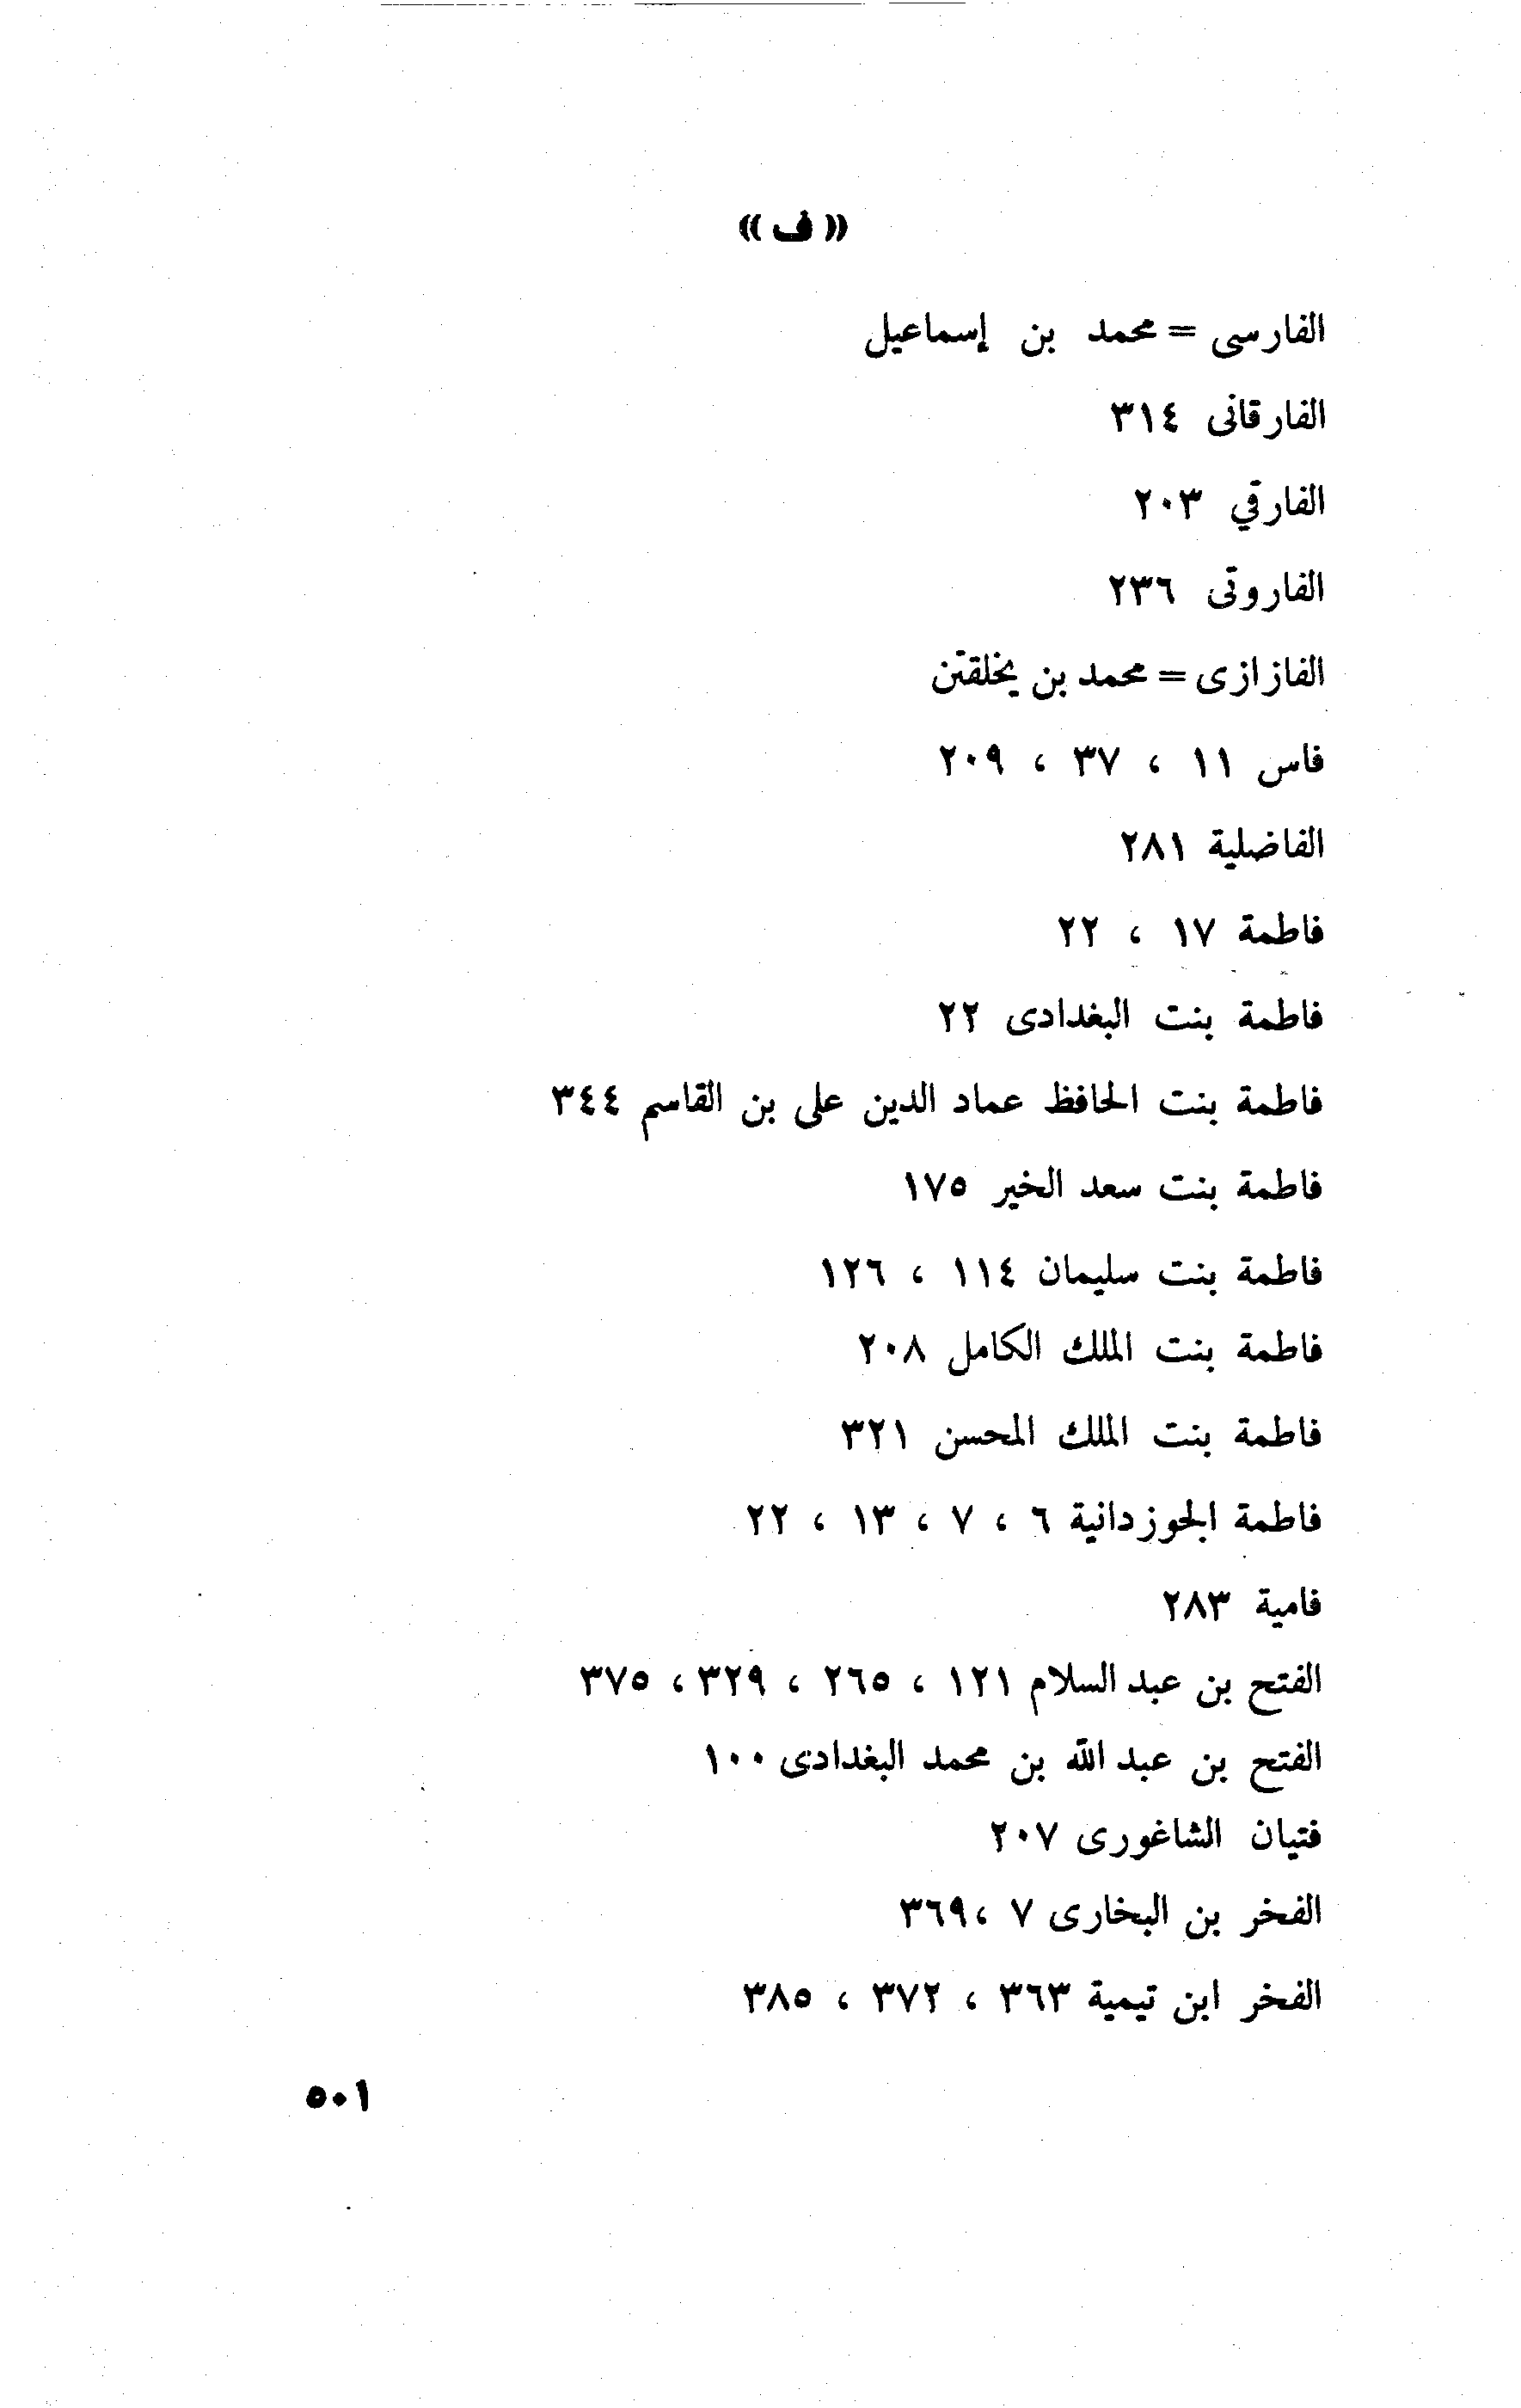 « ف »
الفارسى = محمد بن إسماعيل
الفارقانى ٣١٤
الفارقي ٢٠٣
الفاروتى ٢٣٦
الفازازى = محمد بن يخلفتن
فاس ١١ ، ٣٧ ، ٢٠٩
الفاضلية ٢٨١
فاطمة ١٧ ، ٢٢
فاطمة بنت البغدادى ٢٢
فاطمة بنت الحافظ عماد الدين على بن القاسم ٣٤٤
فاطمة بنت سعد الخير ١٧٥
فاطمة بنت سليمان ١١٤ ، ١٢٦
فاطمة بنت الملك الكامل ٢٠٨
فاطمة بنت الملك المحسن ٣٢١
فاطمة الجوزدانية ٦ ، ٧ ، ١٣ ، ٢٢
فامية ٢٨٣
الفتح بن عبد السلام ١٢١ ، ٢٦٥ ، ٣٢٩ ، ٣٧٥
الفتح بن عبد الله بن محمد البغدادى ١٠٠
فتيان الشاغورى ٢٠٧
الفخر بن البخارى ٧ ، ٣٦٩
الفخر ابن تيمية ٣٦٣ ، ٣٧٢ ، ٣٨٥
٥٠١